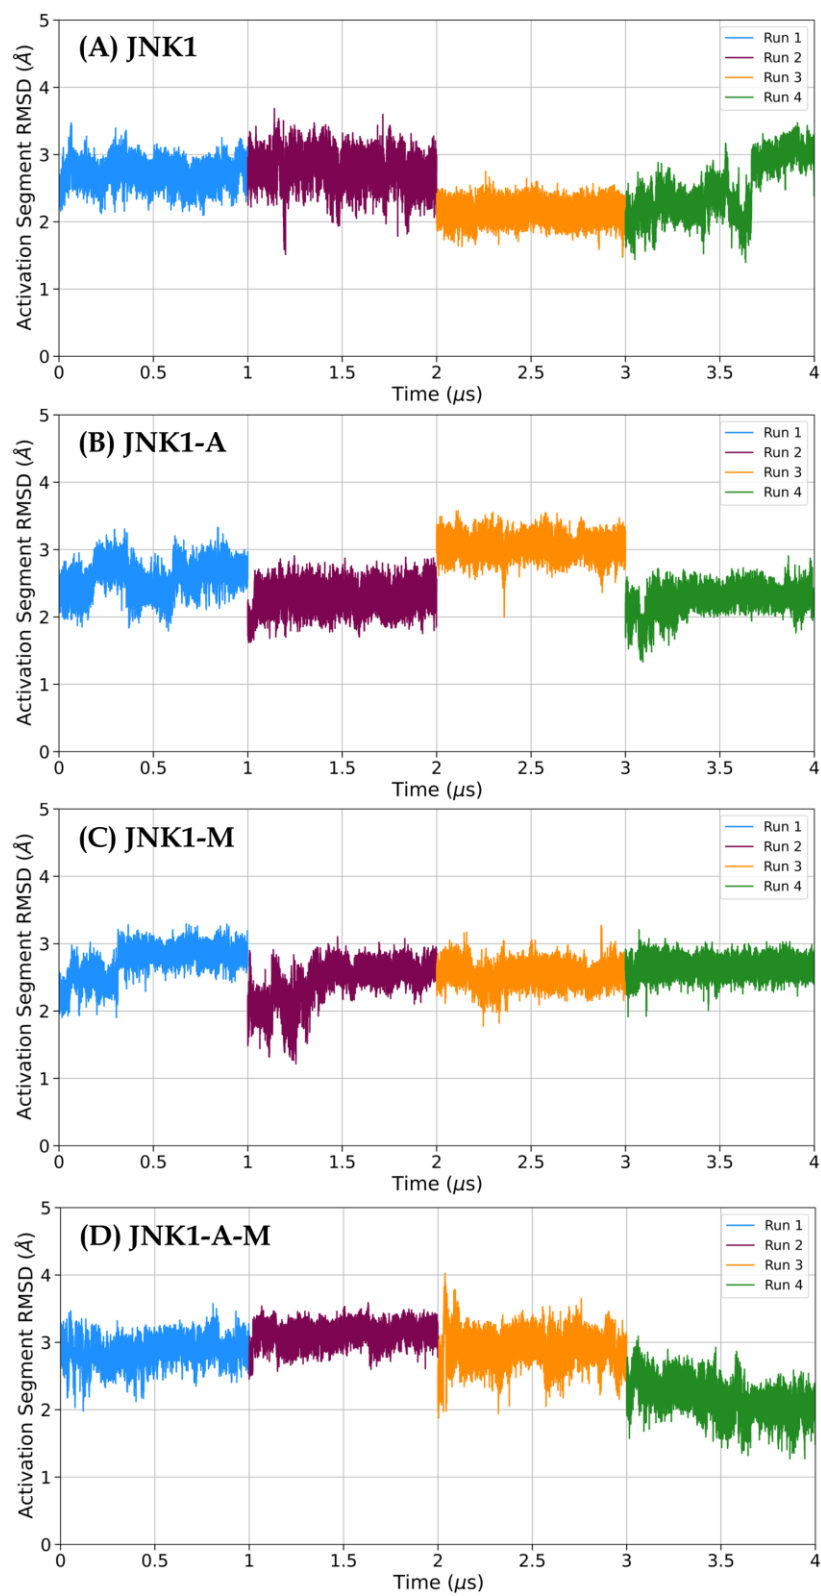 (A) JNK1
Activation Segment RMSD (Å)
5
4
3
2
1
0
Run 1
Run 2
Run 3
Run 4
0 0.5 1 1.5 2 2.5 3 3.5 4
Time (μs)
(B) JNK1-A
Activation Segment RMSD (Å)
5
4
3
2
1
0
Run 1
Run 2
Run 3
Run 4
0 0.5 1 1.5 2 2.5 3 3.5 4
Time (μs)
(C) JNK1-M
Activation Segment RMSD (Å)
5
4
3
2
1
0
Run 1
Run 2
Run 3
Run 4
0 0.5 1 1.5 2 2.5 3 3.5 4
Time (μs)
(D) JNK1-A-M
Activation Segment RMSD (Å)
5
4
3
2
1
0
Run 1
Run 2
Run 3
Run 4
0 0.5 1 1.5 2 2.5 3 3.5 4
Time (μs)